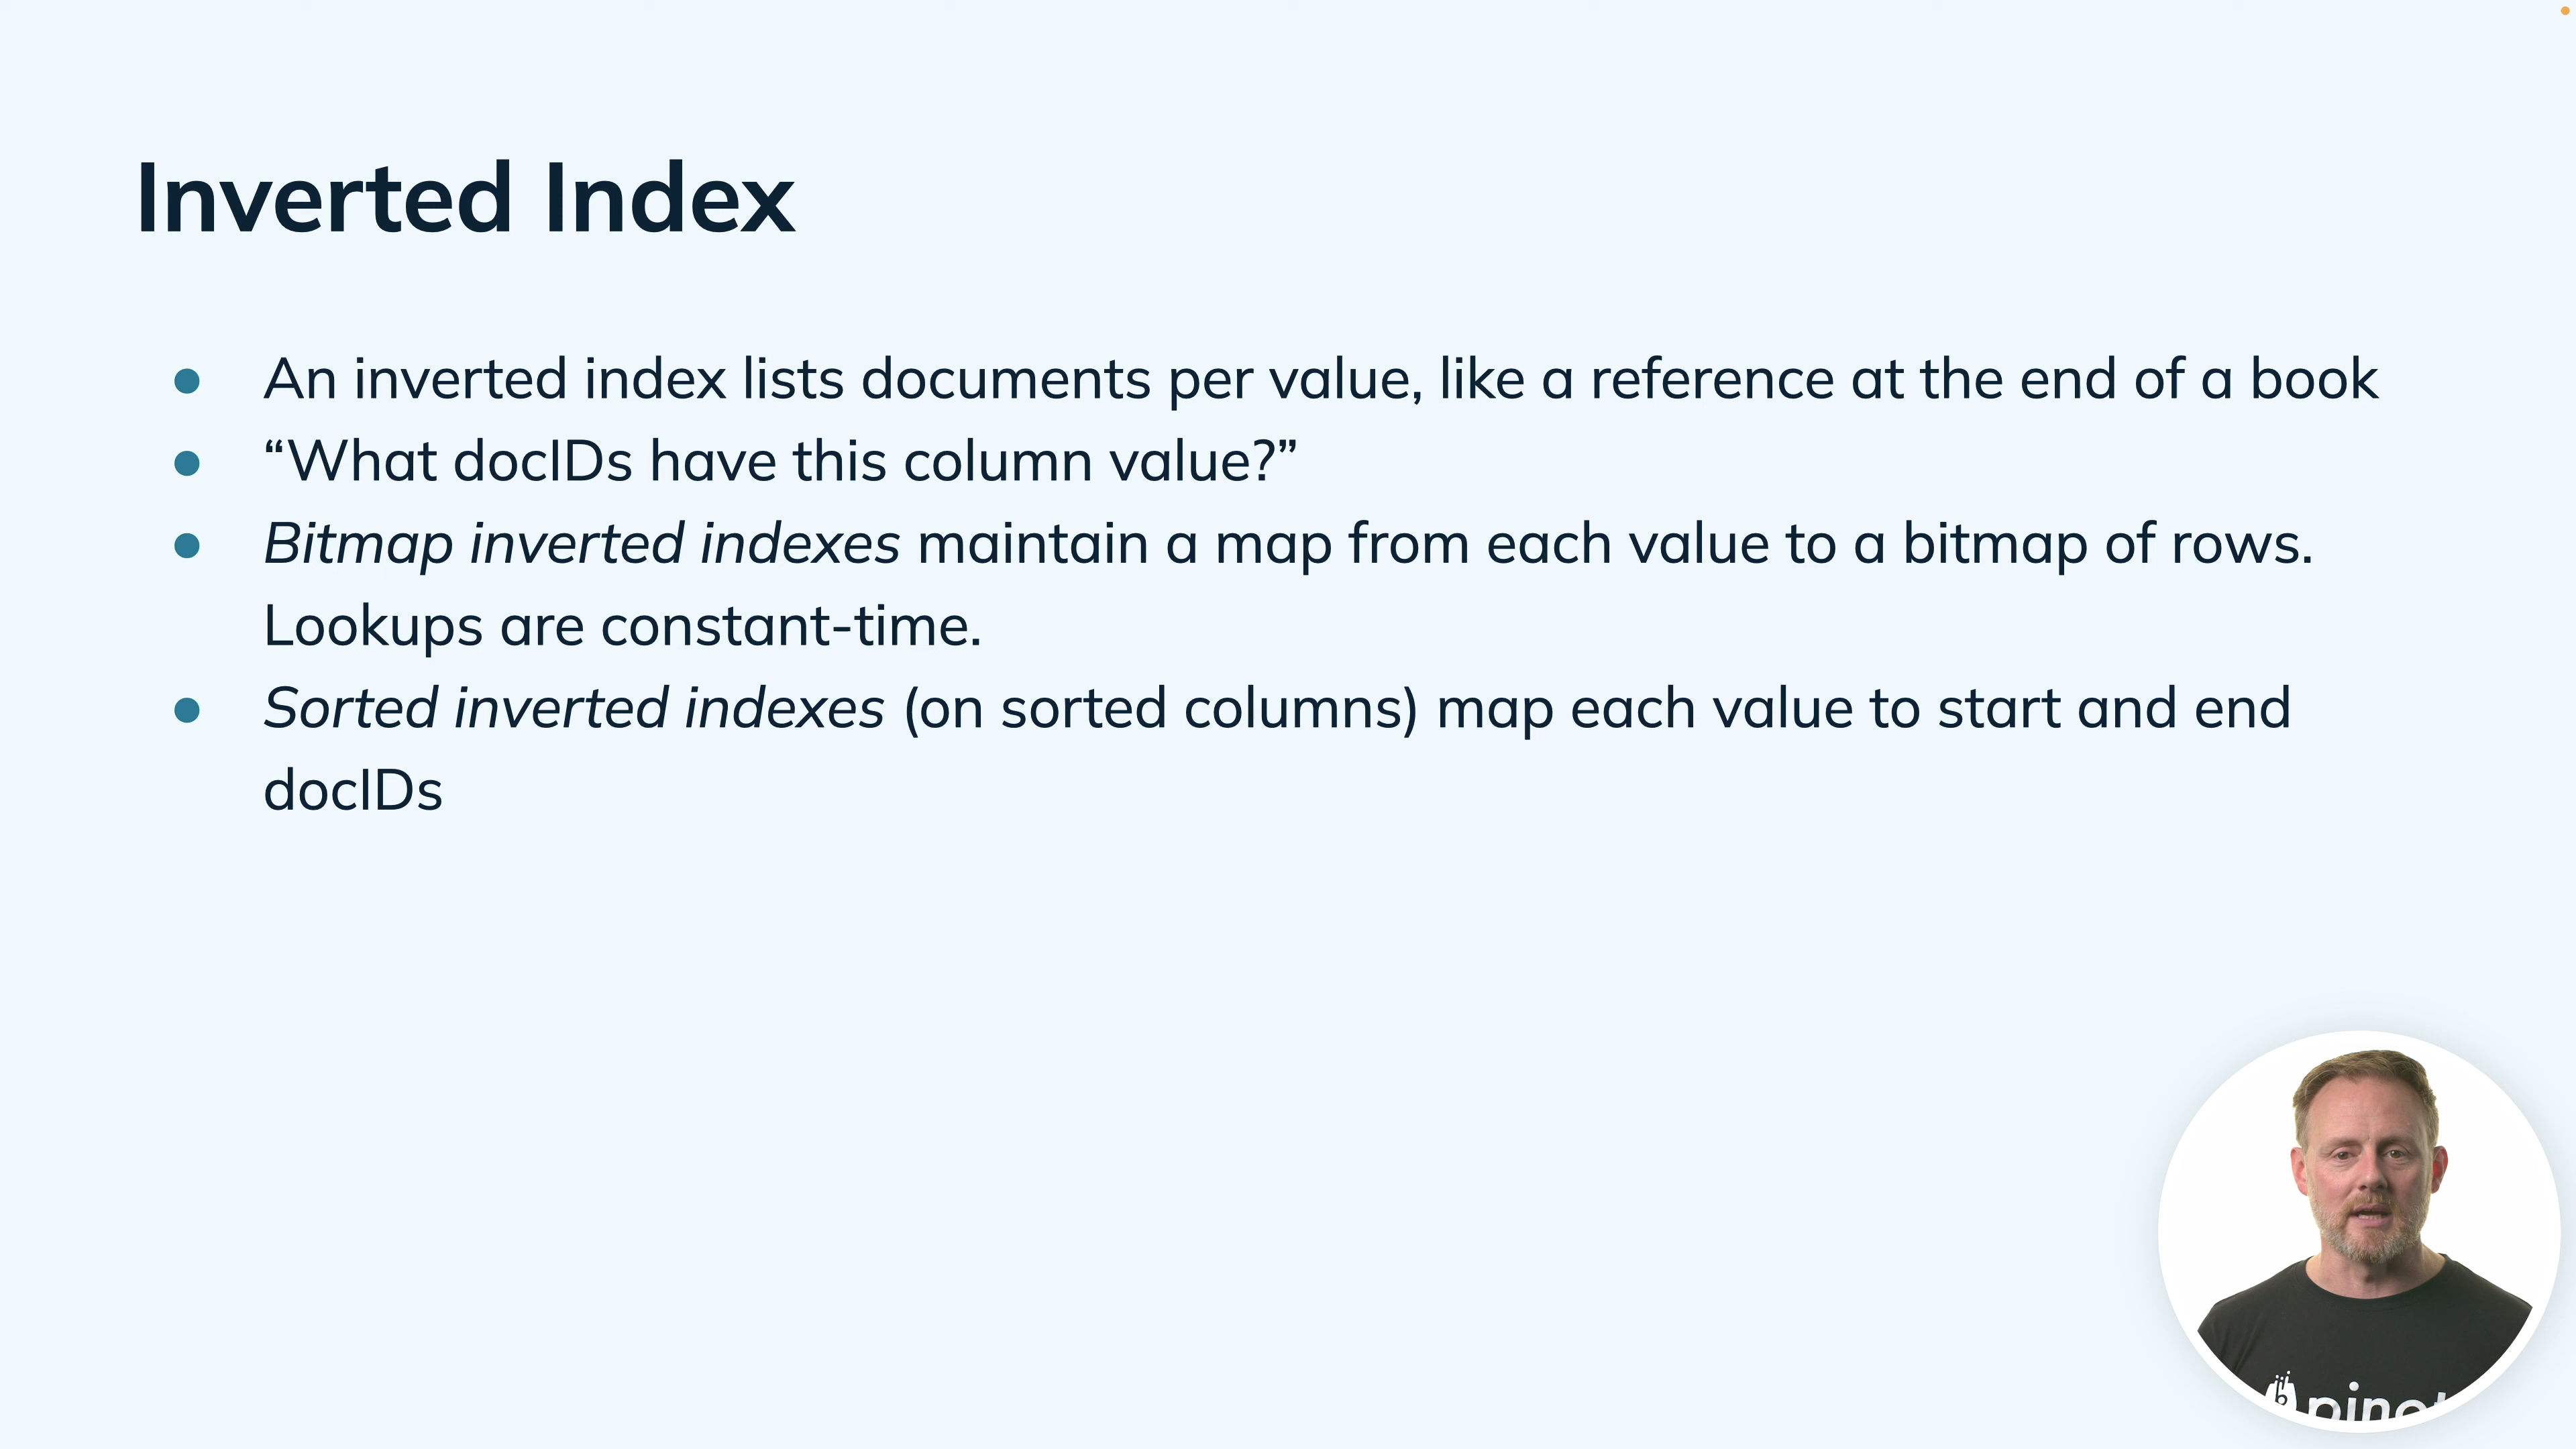 Inverted Index
● An inverted index lists documents per value, like a reference at the end of a book
● “What docIDs have this column value?”
● Bitmap inverted indexes maintain a map from each value to a bitmap of rows.
Lookups are constant-time.
● Sorted inverted indexes (on sorted columns) map each value to start and end
docIDs